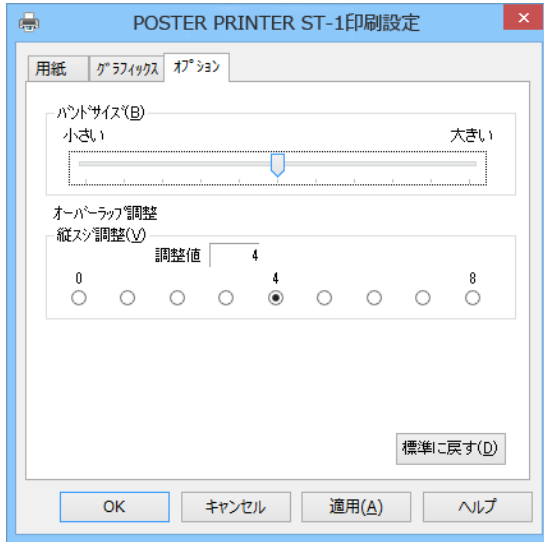 POSTER PRINTER ST-1印刷設定
用紙 グラフィックス オプション
バンドサイズ(B)
小さい 大きい
オーバーラップ調整
縦スジ調整(V)
調整値 4
0 4 8
標準に戻す(D)
OK キャンセル 適用(A) ヘルプ